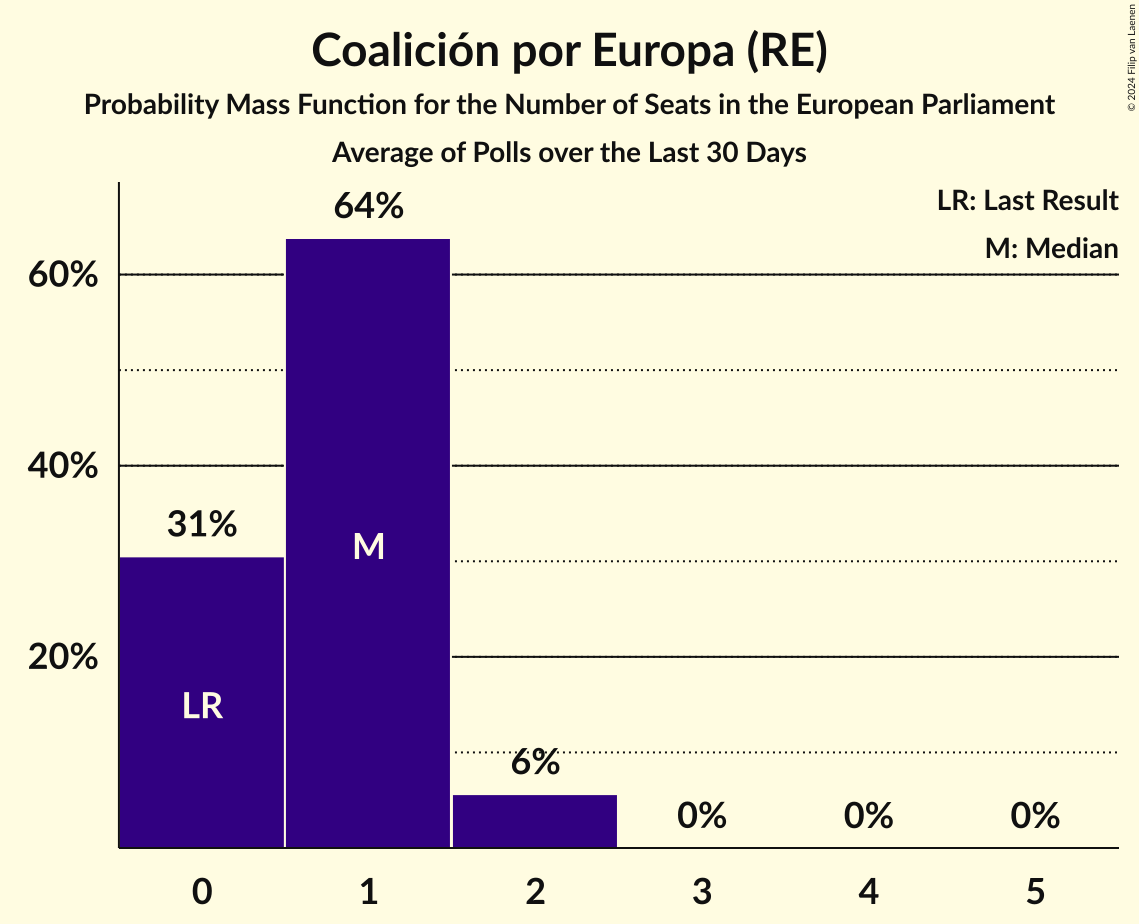 Coalición por Europa (RE)
Probability Mass Function for the Number of Seats in the European Parliament
Average of Polls over the Last 30 Days
© 2024 Filip van Laenen
LR: Last Result
M: Median
60%
40%
20%
64%
31%
6%
0%
0%
0%
M
LR
0
1
2
3
4
5